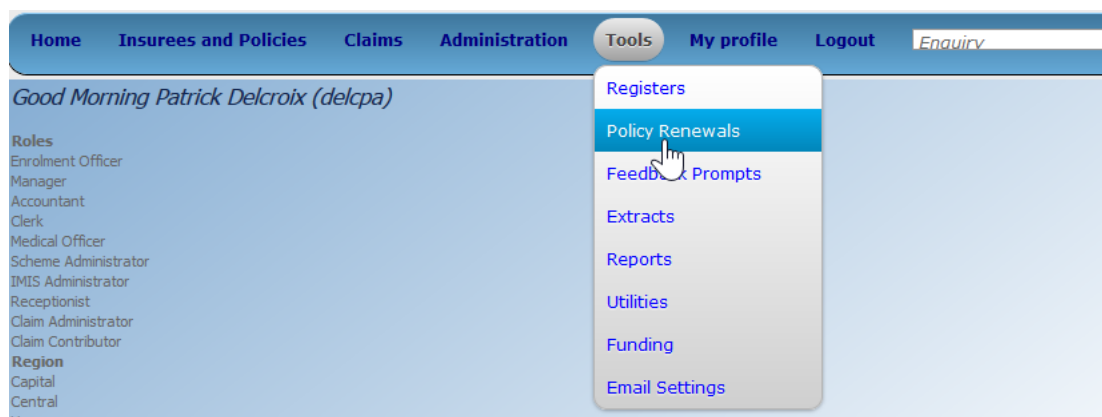 Home Insurees and Policies Claims Administration Tools My profile Logout Enquiry
Good Morning Patrick Delcroix (delcpa)
Roles
Enrolment Officer
Manager
Accountant
Clerk
Medical Officer
Scheme Administrator
IMIS Administrator
Receptionist
Claim Administrator
Claim Contributor
Region
Capital
Central
Registers
Policy Renewals
Feedback Prompts
Extracts
Reports
Utilities
Funding
Email Settings